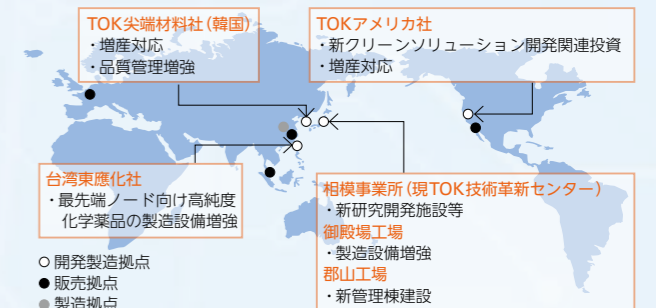 TOK尖端材料社（韓国）
・増産対応
・品質管理増強
TOKアメリカ社
・新クリーンソリューション開発関連投資
・増産対応
台湾東應化社
・最先端ノード向け高純度
化学薬品の製造設備増強
相模事業所（現TOK技術革新センター）
・新研究開発施設等
御殿場工場
・製造設備増強
郡山工場
・新管理棟建設
○ 開発製造拠点
● 販売拠点
● 製造拠点